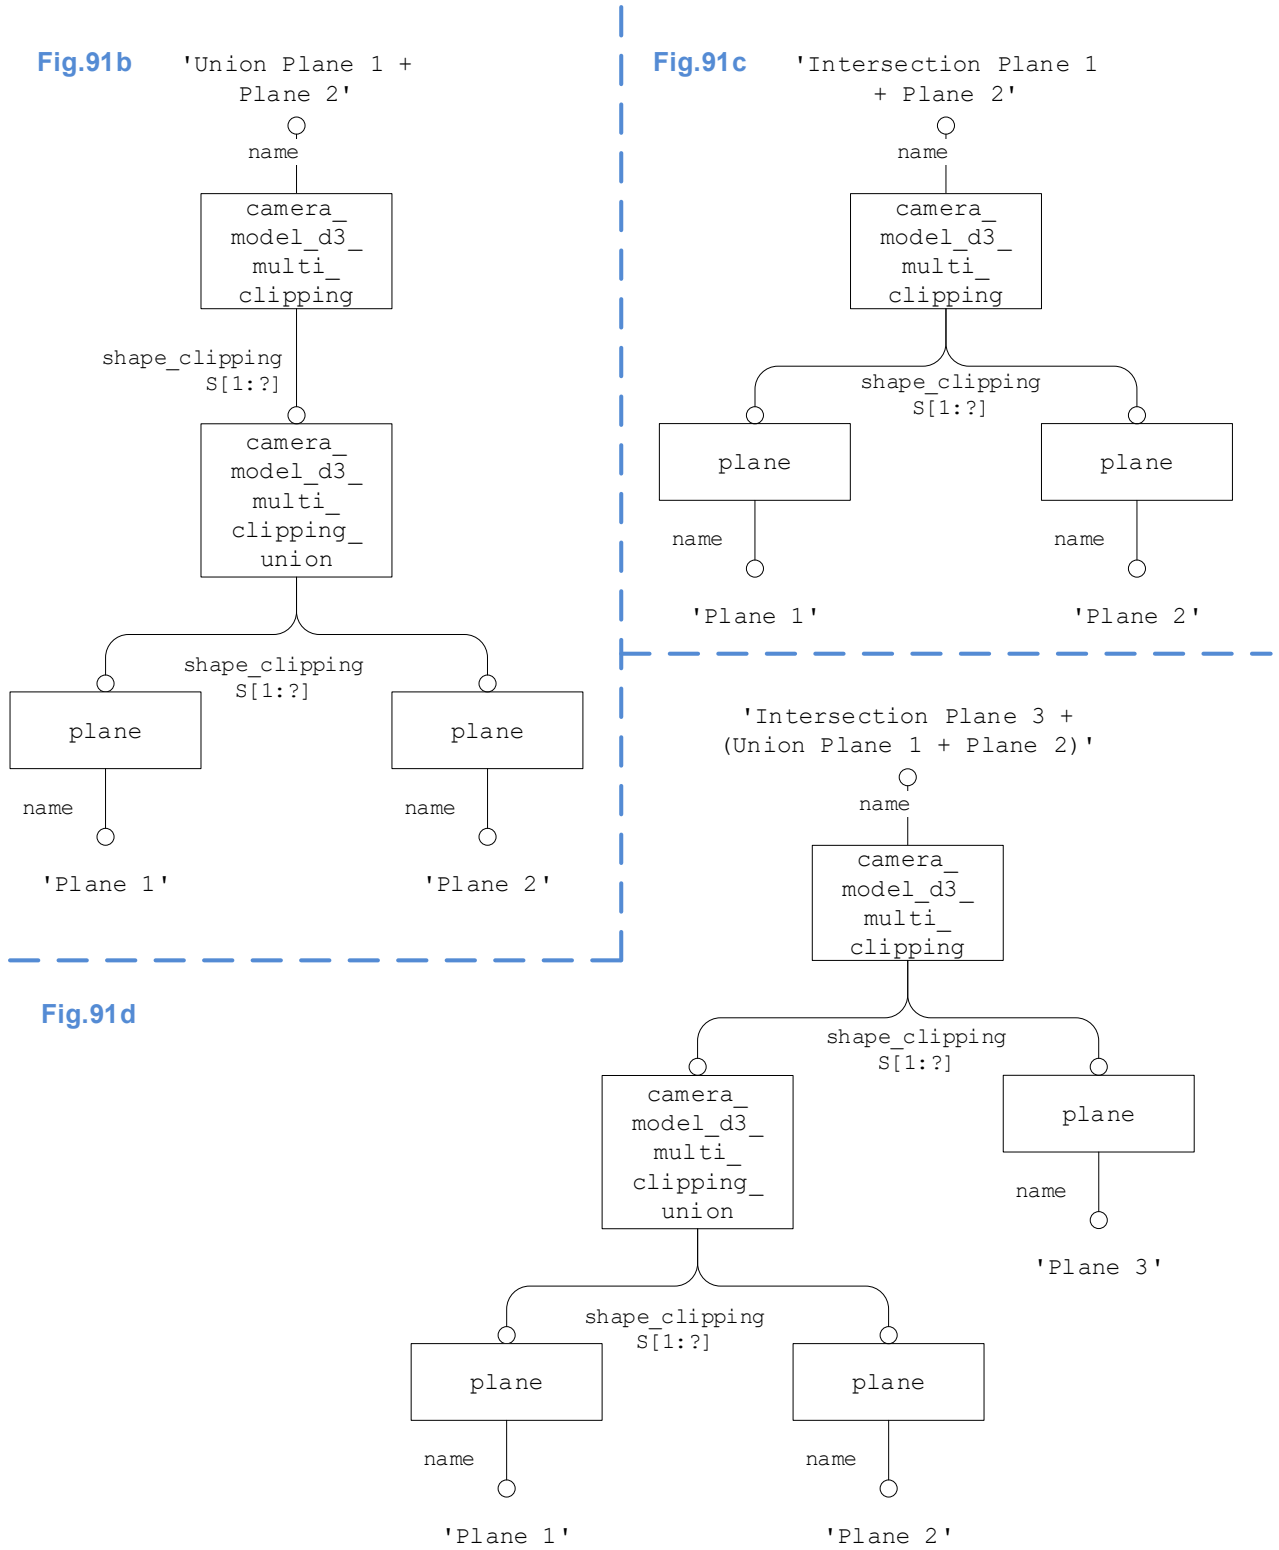 Fig.91b
'Union Plane 1 +
Plane 2'
name
camera_
model_d3_
multi_
clipping
shape_clipping
S[1:?]
camera_
model_d3_
multi_
clipping_
union
shape_clipping
S[1:?]
plane
plane
name
name
'Plane 1'
'Plane 2'
Fig.91c
'Intersection Plane 1
+ Plane 2'
name
camera_
model_d3_
multi_
clipping
shape_clipping
S[1:?]
plane
plane
name
name
'Plane 1'
'Plane 2'
Fig.91d
'Intersection Plane 3 +
(Union Plane 1 + Plane 2)'
name
camera_
model_d3_
multi_
clipping
shape_clipping
S[1:?]
camera_
model_d3_
multi_
clipping_
union
plane
name
'Plane 3'
shape_clipping
S[1:?]
plane
plane
name
name
'Plane 1'
'Plane 2'